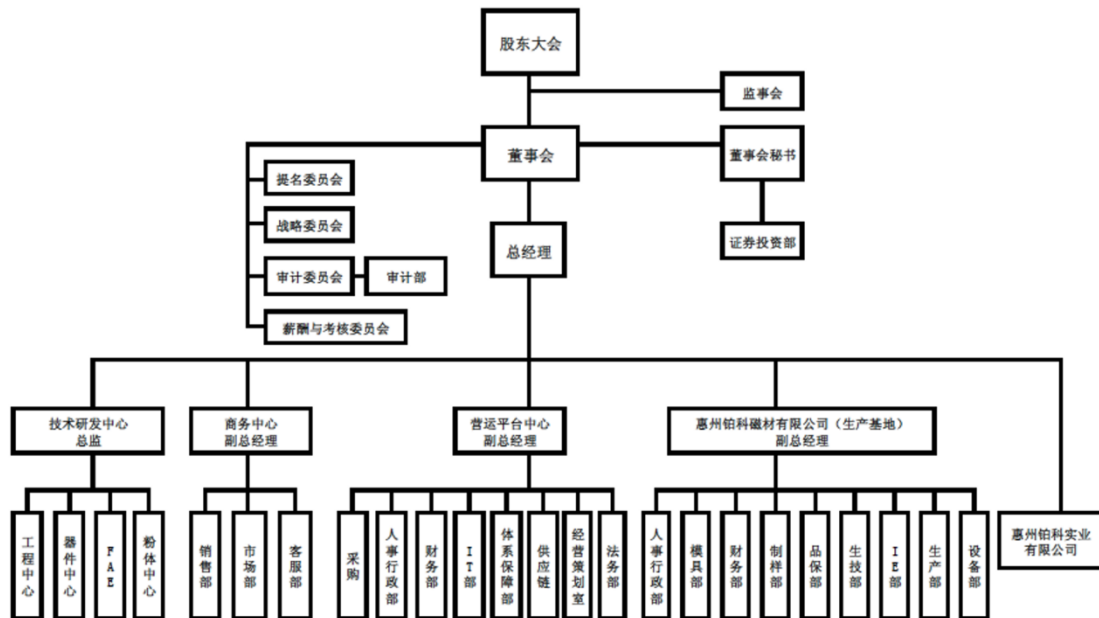 股东大会
监事会
董事会
董事会秘书
提名委员会
战略委员会
总经理
证券投资部
审计委员会
审计部
薪酬与考核委员会
技术研发中心
总监
商务中心
副总经理
营运平台中心
副总经理
惠州铂科磁材有限公司（生产基地）
副总经理
工程中心
器件中心
FAE
粉体中心
销售部
市场部
客服部
采购
人事行政部
财务部
IT部
体系保障部
供应链
经营策划室
法务部
人事行政部
模具部
财务部
制样部
品保部
生技部
IE部
生产部
设备部
惠州铂科实业
有限公司